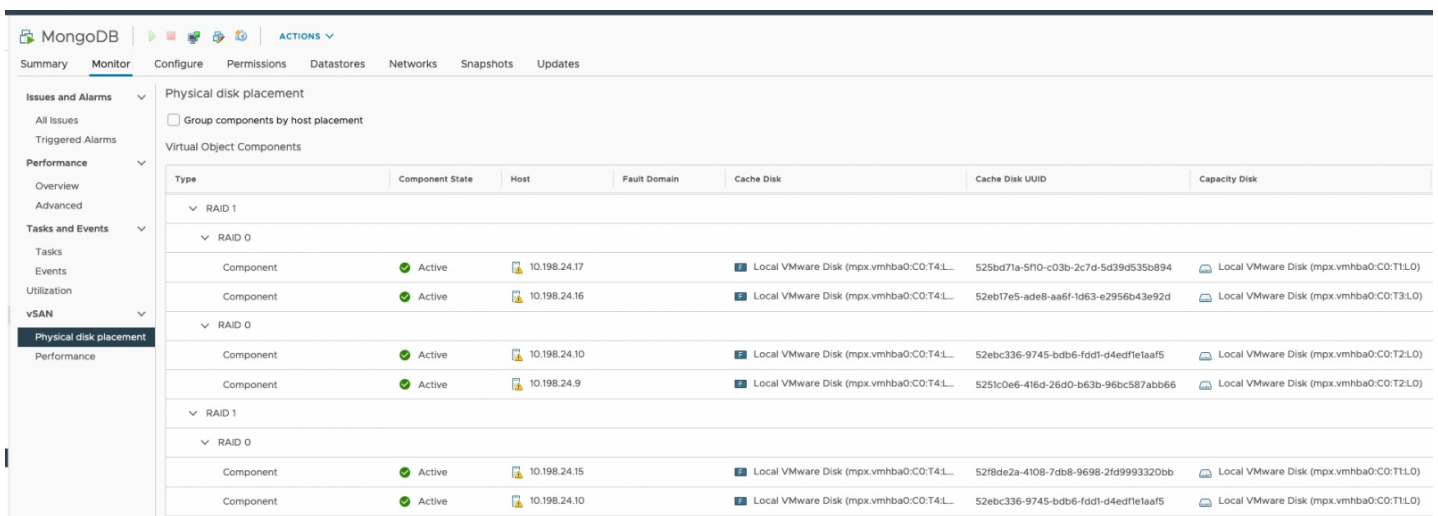 MongoDB ACTIONS
Summary Monitor Configure Permissions Datastores Networks Snapshots Updates
Issues and Alarms
All Issues
Triggered Alarms
Performance
Overview
Advanced
Tasks and Events
Tasks
Events
Utilization
vSAN
Physical disk placement
Performance
Physical disk placement
Group components by host placement
Virtual Object Components
Type Component State Host Fault Domain Cache Disk Cache Disk UUID Capacity Disk
RAID 1
RAID 0
Component Active 10.198.24.17 F Local VMware Disk (mpx.vmhba0:C0:T4:L... 525bd71a-5f10-c03b-2c7d-5d39d535b894 Local VMware Disk (mpx.vmhba0:C0:T1:L0)
Component Active 10.198.24.16 F Local VMware Disk (mpx.vmhba0:C0:T4:L... 52eb17e5-ade8-aa6f-1d63-e2956b43e92d Local VMware Disk (mpx.vmhba0:C0:T3:L0)
RAID 0
Component Active 10.198.24.10 F Local VMware Disk (mpx.vmhba0:C0:T4:L... 52ebc336-9745-bdb6-fdd1-d4edf1e1aaf5 Local VMware Disk (mpx.vmhba0:C0:T2:L0)
Component Active 10.198.24.9 F Local VMware Disk (mpx.vmhba0:C0:T4:L... 5251c0e6-416d-26d0-b63b-96bc587abb66 Local VMware Disk (mpx.vmhba0:C0:T2:L0)
RAID 1
RAID 0
Component Active 10.198.24.15 F Local VMware Disk (mpx.vmhba0:C0:T4:L... 52f8de2a-4108-7db8-9698-2fd9993320bb Local VMware Disk (mpx.vmhba0:C0:T1:L0)
Component Active 10.198.24.10 F Local VMware Disk (mpx.vmhba0:C0:T4:L... 52ebc336-9745-bdb6-fdd1-d4edf1e1aaf5 Local VMware Disk (mpx.vmhba0:C0:T1:L0)